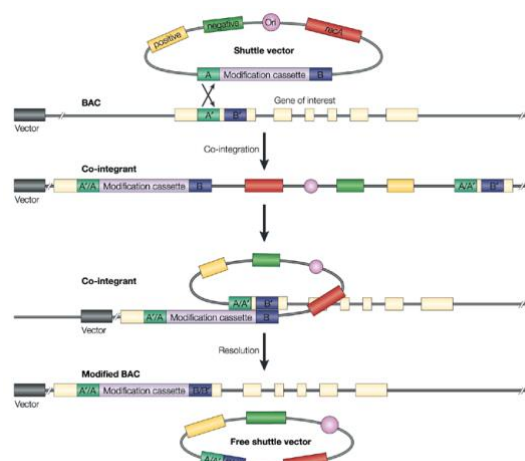 positive
negative
Ori
recA
Shuttle vector
A Modification cassette B
BAC
A' B'
Gene of interest
Vector
Co-integration
Co-integrant
A'/A Modification cassette B
A/A' B'
Vector
Co-integrant
A/A' B'
A'/A Modification cassette B
Vector
Resolution
Modified BAC
A'/A Modification cassette B/B'
Vector
Free shuttle vector
A/A'